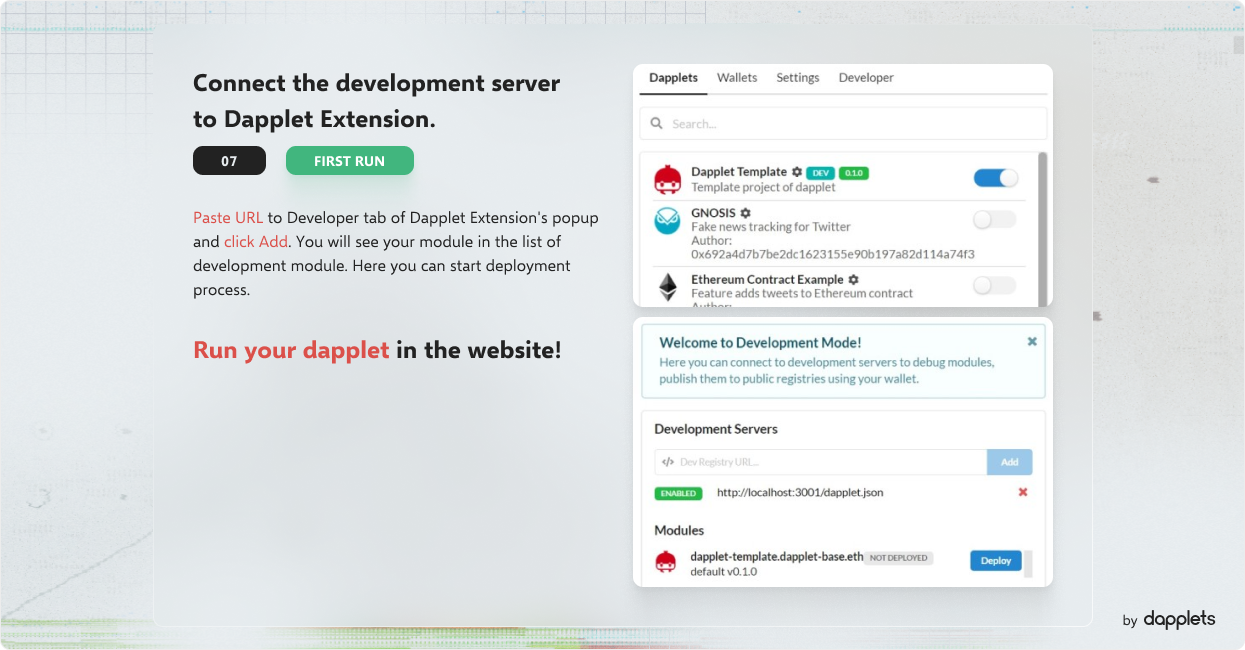 Connect the development server
to Dapplet Extension.
07
FIRST RUN
Paste URL to Developer tab of Dapplet Extension's popup
and click Add. You will see your module in the list of
development module. Here you can start deployment
process.
Run your dapplet in the website!
Dapplets Wallets Settings Developer
Search...
Dapplet Template DEV 0.1.0
Template project of dapplet
GNOSIS
Fake news tracking for Twitter
Author:
0x692a4d7b7be2dc1623155e90b197a82d114a74f3
Ethereum Contract Example
Feature adds tweets to Ethereum contract
Author:
Welcome to Development Mode!
Here you can connect to development servers to debug modules,
publish them to public registries using your wallet.
Development Servers
</> Dev Registry URL... Add
ENABLED http://localhost:3001/dapplet.json
Modules
dapplet-template.dapplet-base.eth NOT DEPLOYED
default v0.1.0
Deploy
by dapplets